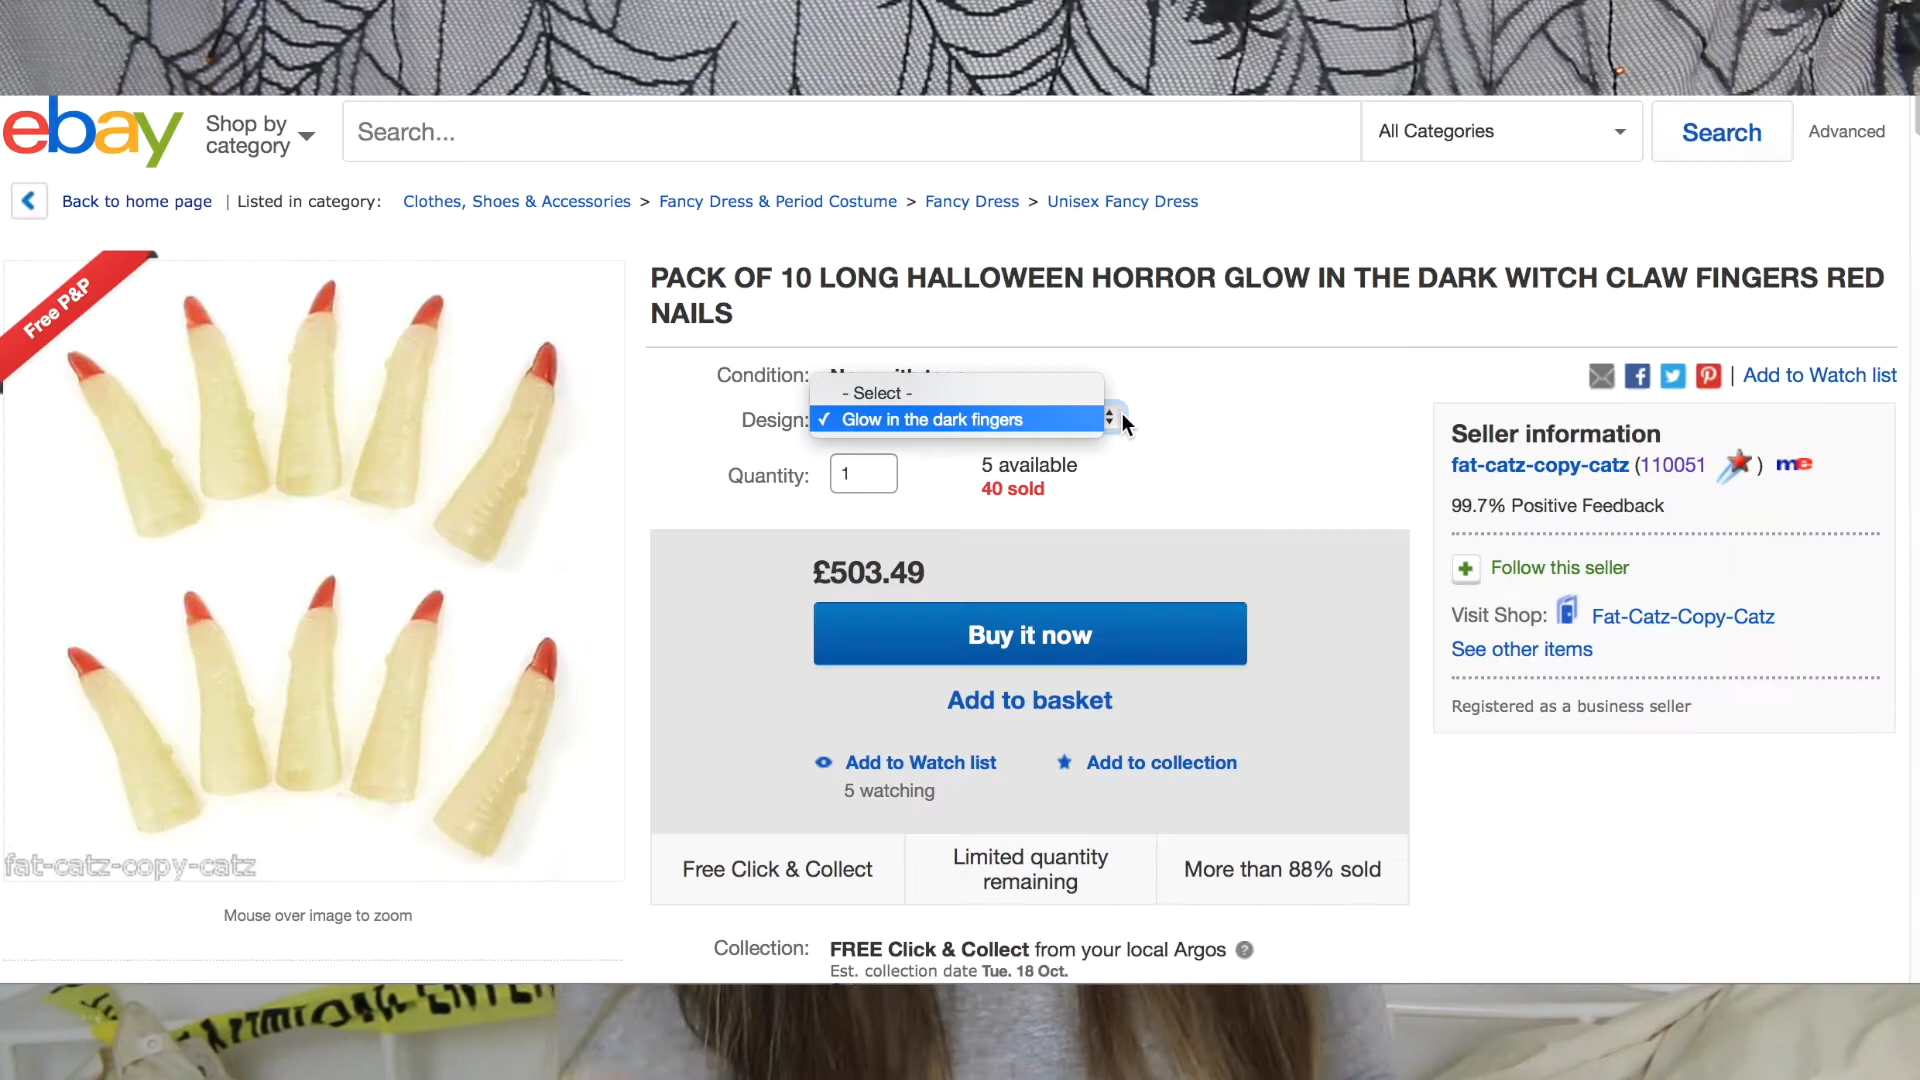 ebay
Shop by
category
Search...
All Categories
Search
Advanced
Back to home page | Listed in category: Clothes, Shoes & Accessories > Fancy Dress & Period Costume > Fancy Dress > Unisex Fancy Dress
Free P&P
PACK OF 10 LONG HALLOWEEN HORROR GLOW IN THE DARK WITCH CLAW FINGERS RED
NAILS
Condition:
- Select -
Design: ✓ Glow in the dark fingers
Quantity: 1
5 available
40 sold
£503.49
Buy it now
Add to basket
Add to Watch list
5 watching
Add to collection
Free Click & Collect
Limited quantity
remaining
More than 88% sold
Collection: FREE Click & Collect from your local Argos
Est. collection date Tue. 18 Oct.
| Add to Watch list
Seller information
fat-catz-copy-catz (110051 ) me
99.7% Positive Feedback
Follow this seller
Visit Shop: Fat-Catz-Copy-Catz
See other items
Registered as a business seller
fat-catz-copy-catz
Mouse over image to zoom